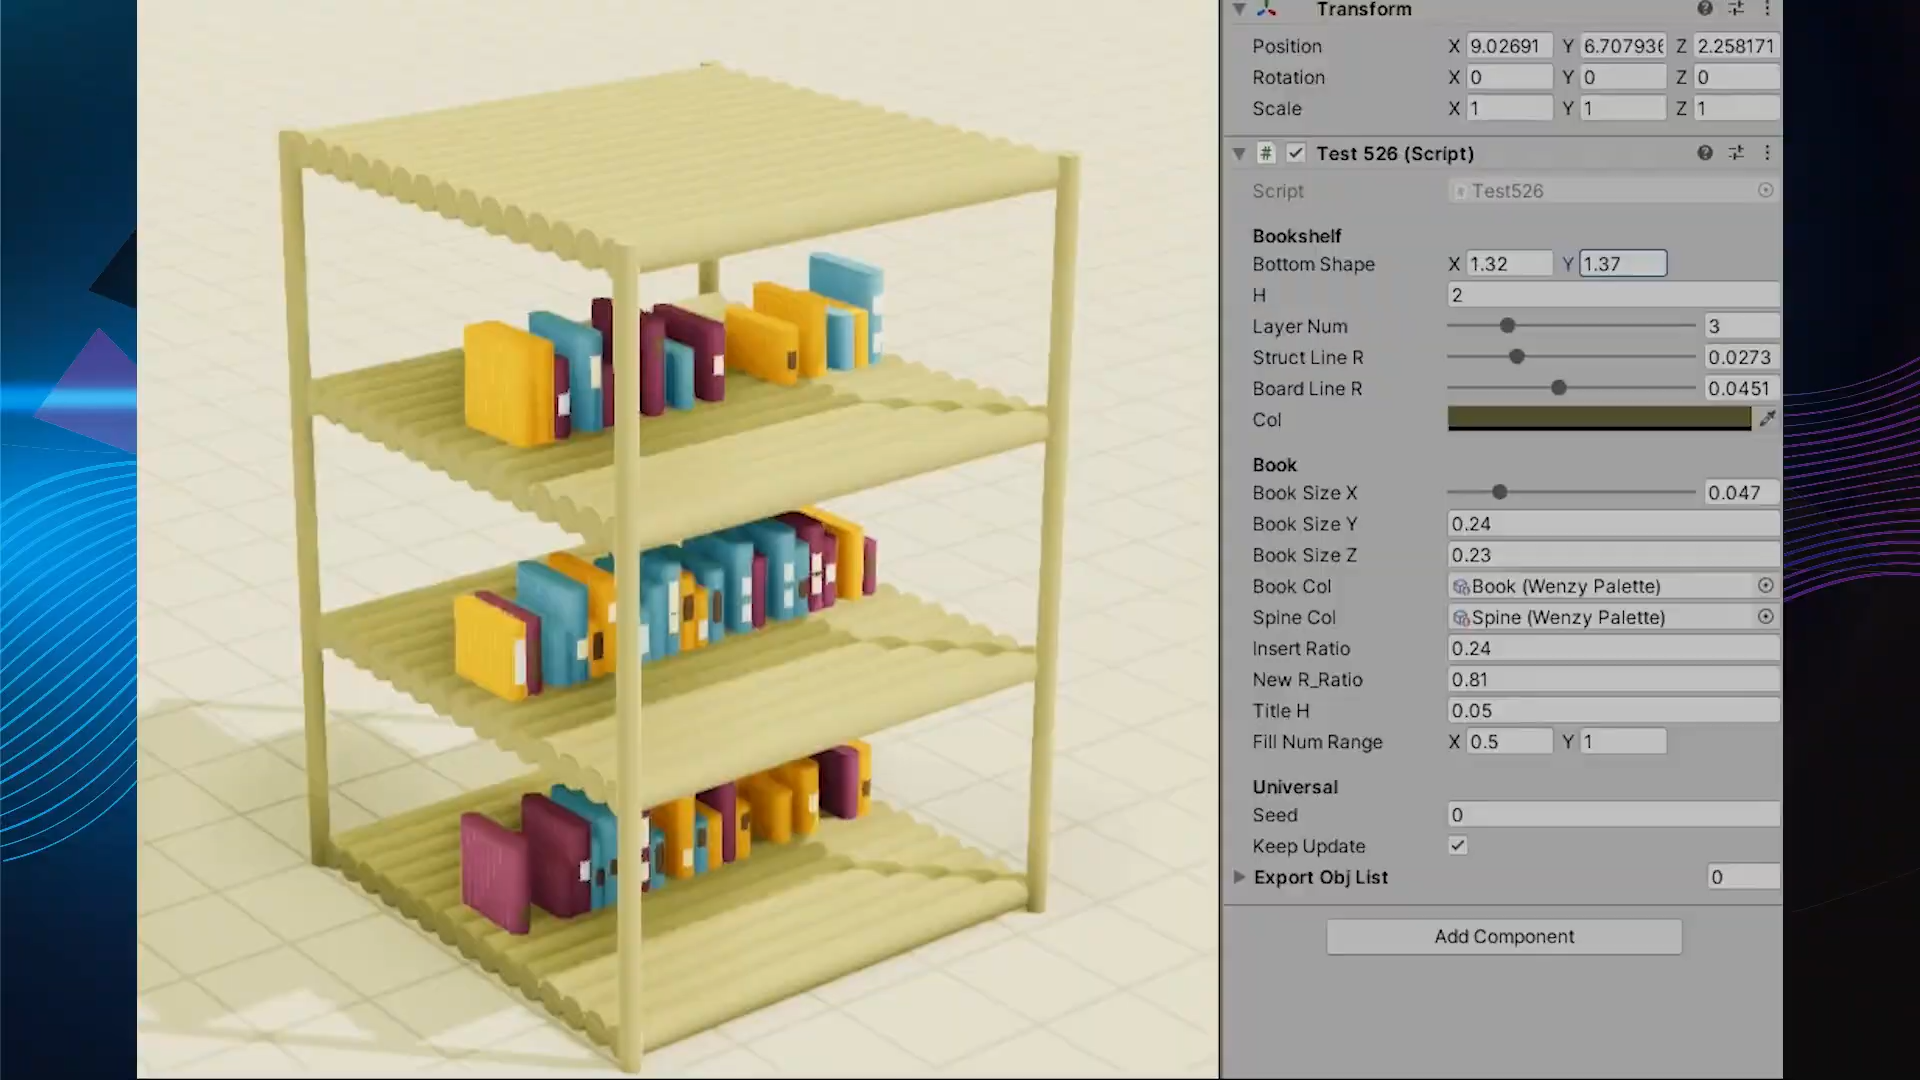 Transform
Position X 9.02691 Y 6.707936 Z 2.258171
Rotation X 0 Y 0 Z 0
Scale X 1 Y 1 Z 1
# Test 526 (Script)
Script Test526
Bookshelf
Bottom Shape X 1.32 Y 1.37
H 2
Layer Num 3
Struct Line R 0.0273
Board Line R 0.0451
Col
Book
Book Size X 0.047
Book Size Y 0.24
Book Size Z 0.23
Book Col Book (Wenzy Palette)
Spine Col Spine (Wenzy Palette)
Insert Ratio 0.24
New R_Ratio 0.81
Title H 0.05
Fill Num Range X 0.5 Y 1
Universal
Seed 0
Keep Update
Export Obj List 0
Add Component